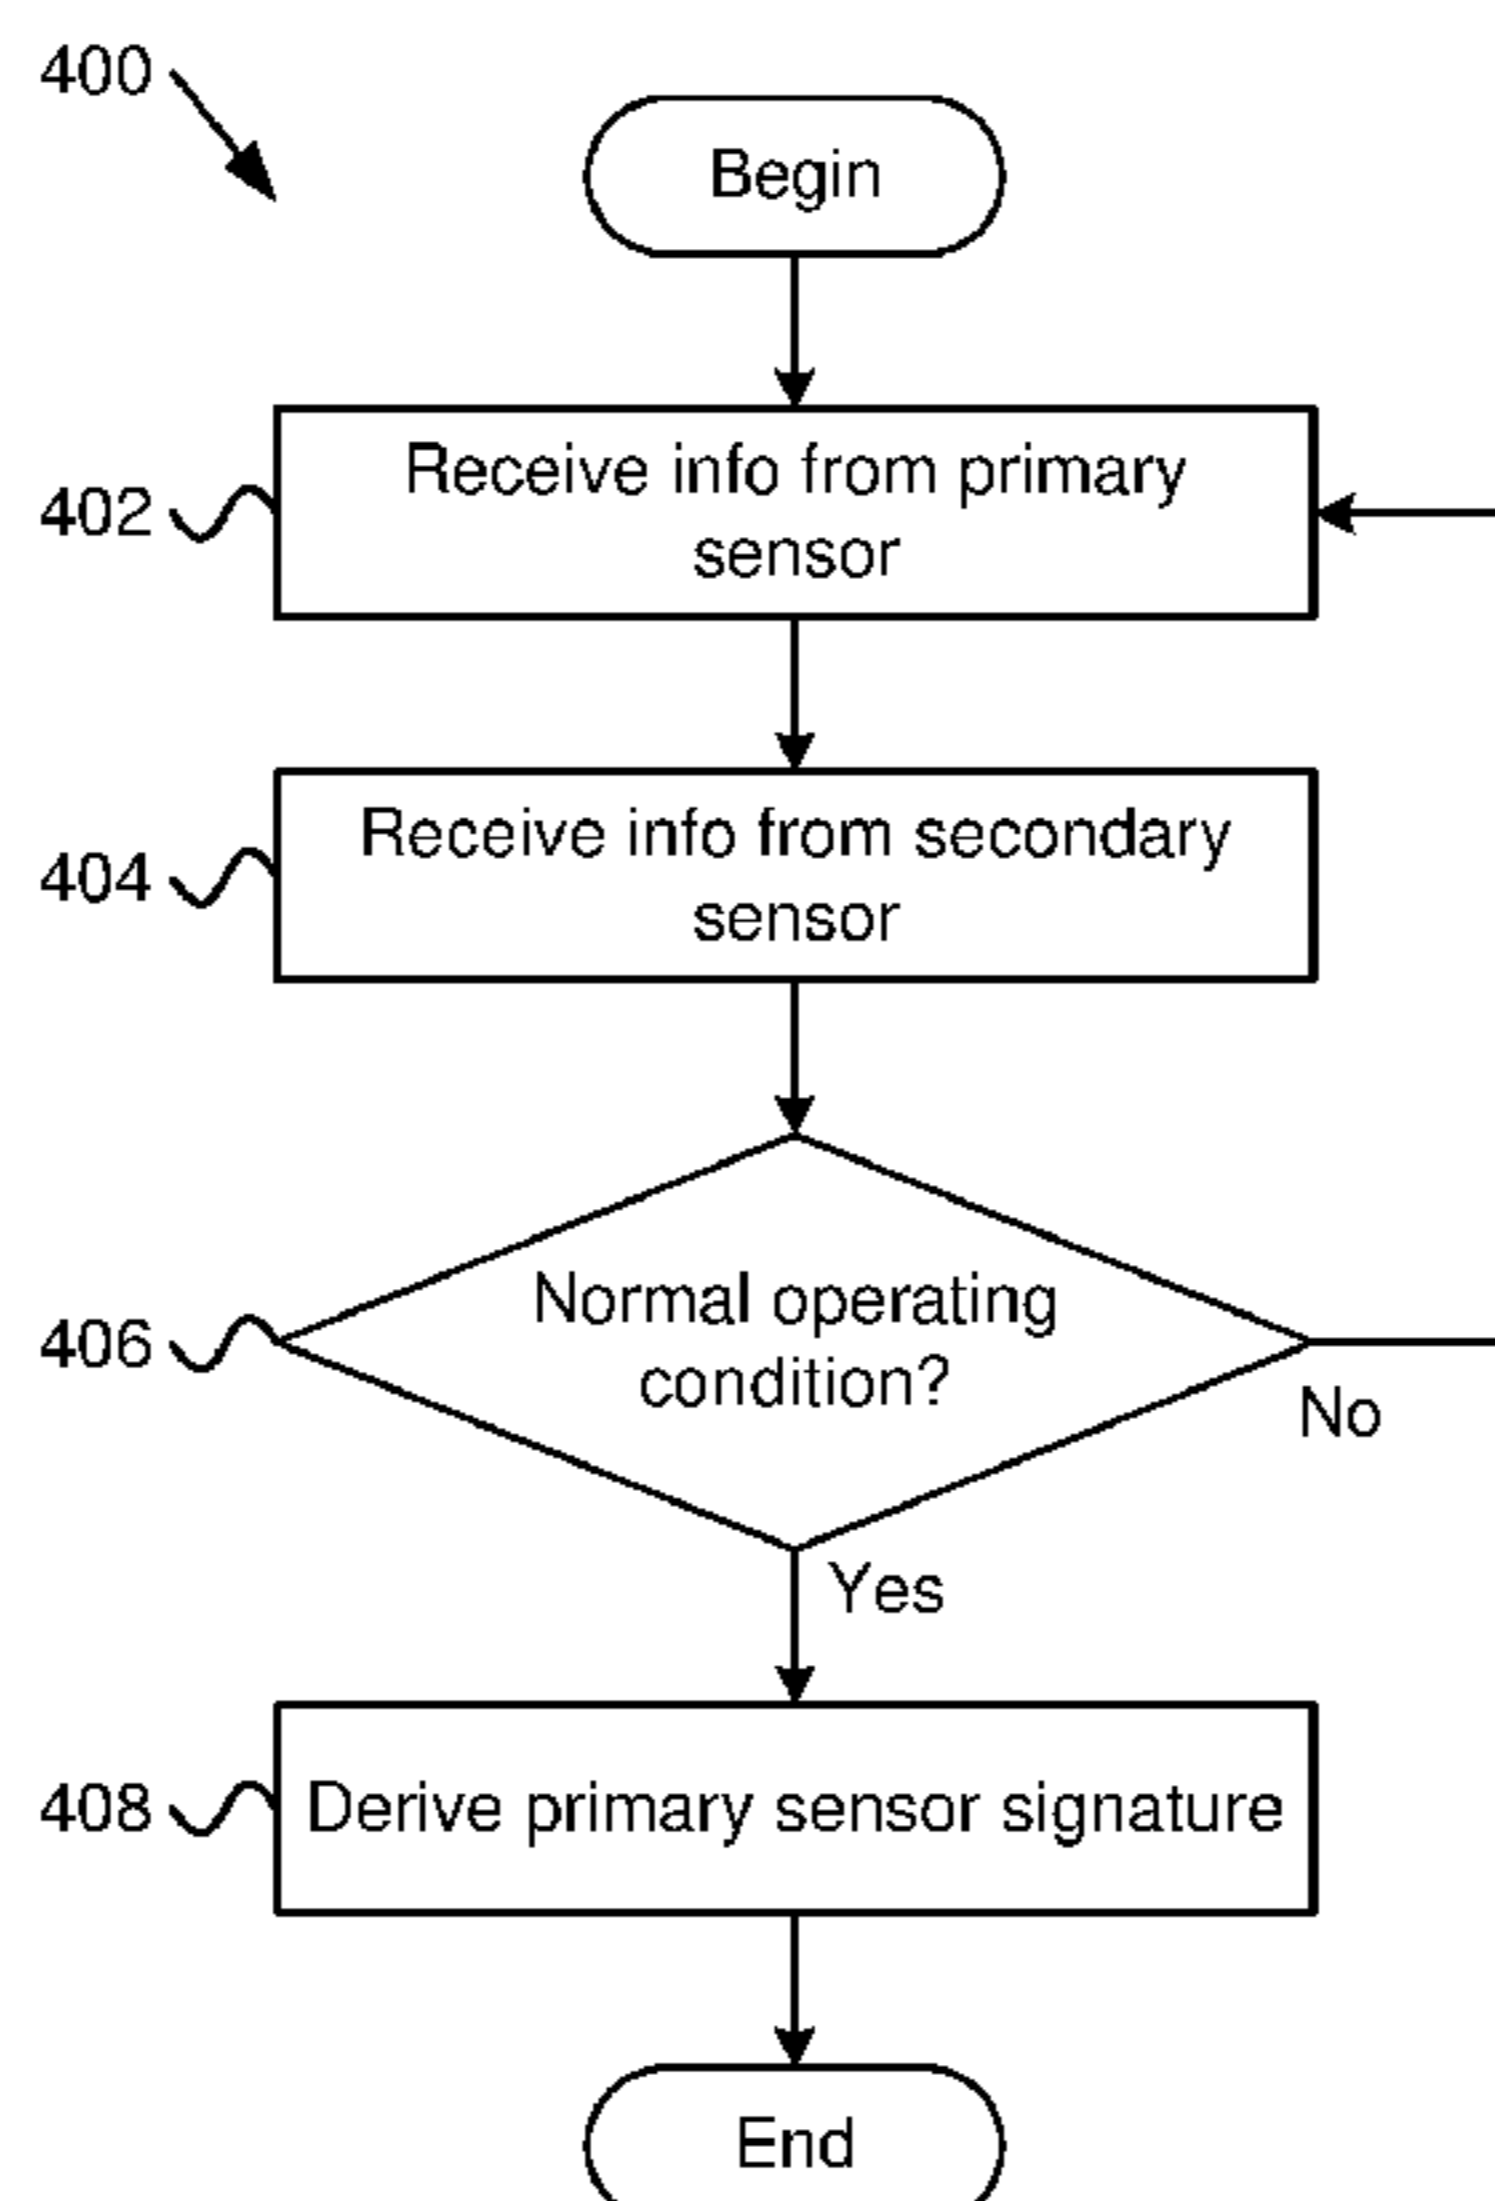 400
Begin
402
Receive info from primary
sensor
404
Receive info from secondary
sensor
406
Normal operating
condition?
No
Yes
408
Derive primary sensor signature
End